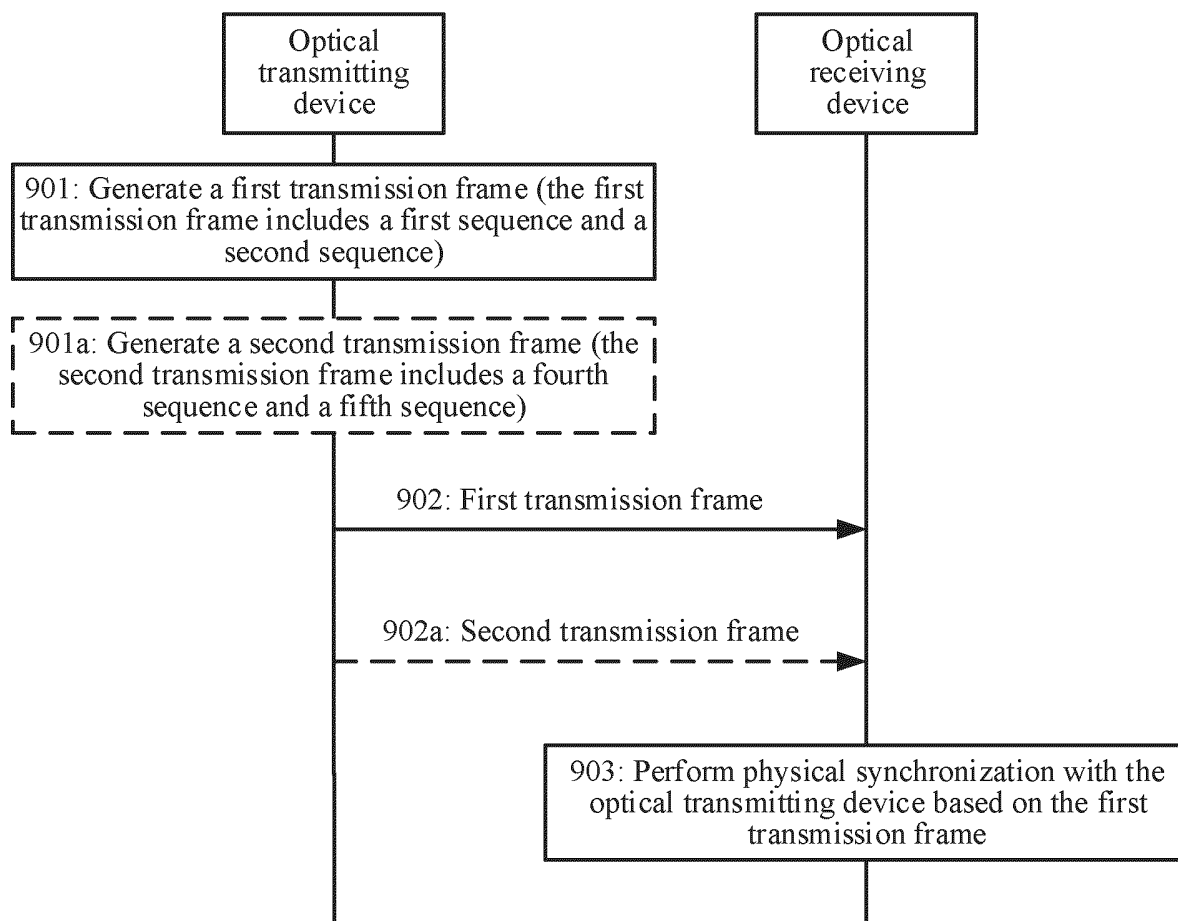 Optical
transmitting
device
Optical
receiving
device
901: Generate a first transmission frame (the first
transmission frame includes a first sequence and a
second sequence)
901a: Generate a second transmission frame (the
second transmission frame includes a fourth
sequence and a fifth sequence)
902: First transmission frame
902a: Second transmission frame
903: Perform physical synchronization with the
optical transmitting device based on the first
transmission frame